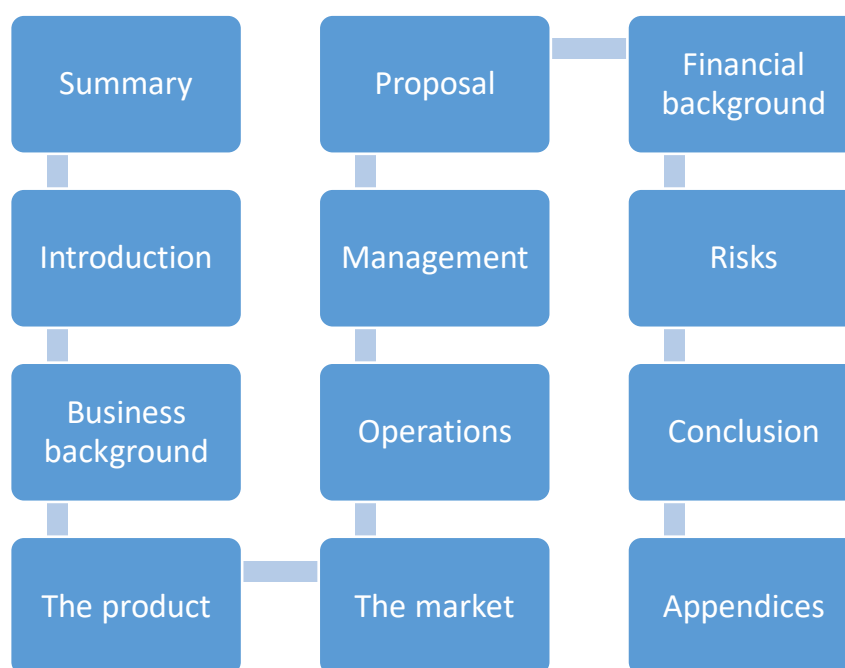 Summary
Introduction
Business
background
The product
The market
Operations
Management
Proposal
Financial
background
Risks
Conclusion
Appendices